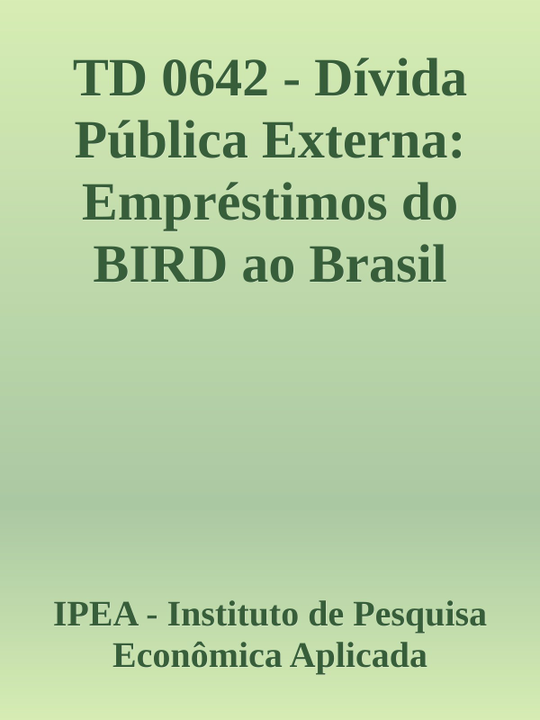 TD 0642 - Dívida
Pública Externa:
Empréstimos do
BIRD ao Brasil
IPEA - Instituto de Pesquisa
Econômica Aplicada